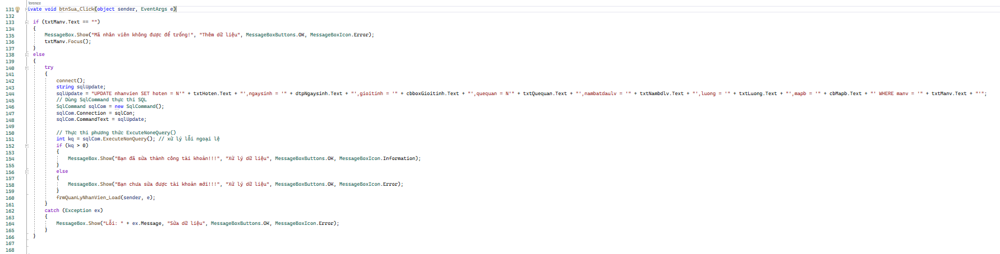 ference
131 ivate void btnSua_Click(object sender, EventArgs e)
132
133 if (txtManv.Text == "")
134 {
135 MessageBox.Show("Mã nhân viên không được để trống!", "Thêm dữ liệu", MessageBoxButtons.OK, MessageBoxIcon.Error);
136 txtManv.Focus();
137 }
138 else
139 {
140 try
141 {
142 connect();
143 string sqlUpdate;
144 sqlUpdate = "UPDATE nhanvien SET hoten = N'" + txtHoten.Text + "',ngaysinh = '" + dtpNgaysinh.Text + "',gioitinh = '" + cbboxGioitinh.Text + "',quequan = N'" + txtQuequan.Text + "',nambatdaulv = '" + txtNambdlv.Text + "',luong = '" + txtLuong.Text + "',mapb = '" + cbMapb.Text + "' WHERE manv = '" + txtManv.Text + "'";
145 // Dùng SqlCommand thực thi SQL
146 SqlCommand sqlCom = new SqlCommand();
147 sqlCom.Connection = sqlCon;
148 sqlCom.CommandText = sqlUpdate;
149
150 // Thực thi phương thức ExcuteNoneQuery()
151 int kq = sqlCom.ExecuteNonQuery(); // xử lý lỗi ngoại lệ
152 if (kq > 0)
153 {
154 MessageBox.Show("Bạn đã sửa thành công tài khoản!!!", "Xử lý dữ liệu", MessageBoxButtons.OK, MessageBoxIcon.Information);
155 }
156 else
157 {
158 MessageBox.Show("Bạn chưa sửa được tài khoản mới!!!", "Xử lý dữ liệu", MessageBoxButtons.OK, MessageBoxIcon.Error);
159 }
160 frmQuanLyNhanVien_Load(sender, e);
161 }
162 catch (Exception ex)
163 {
164 MessageBox.Show("Lỗi: " + ex.Message, "Sửa dữ liệu", MessageBoxButtons.OK, MessageBoxIcon.Error);
165 }
166 }
167
168